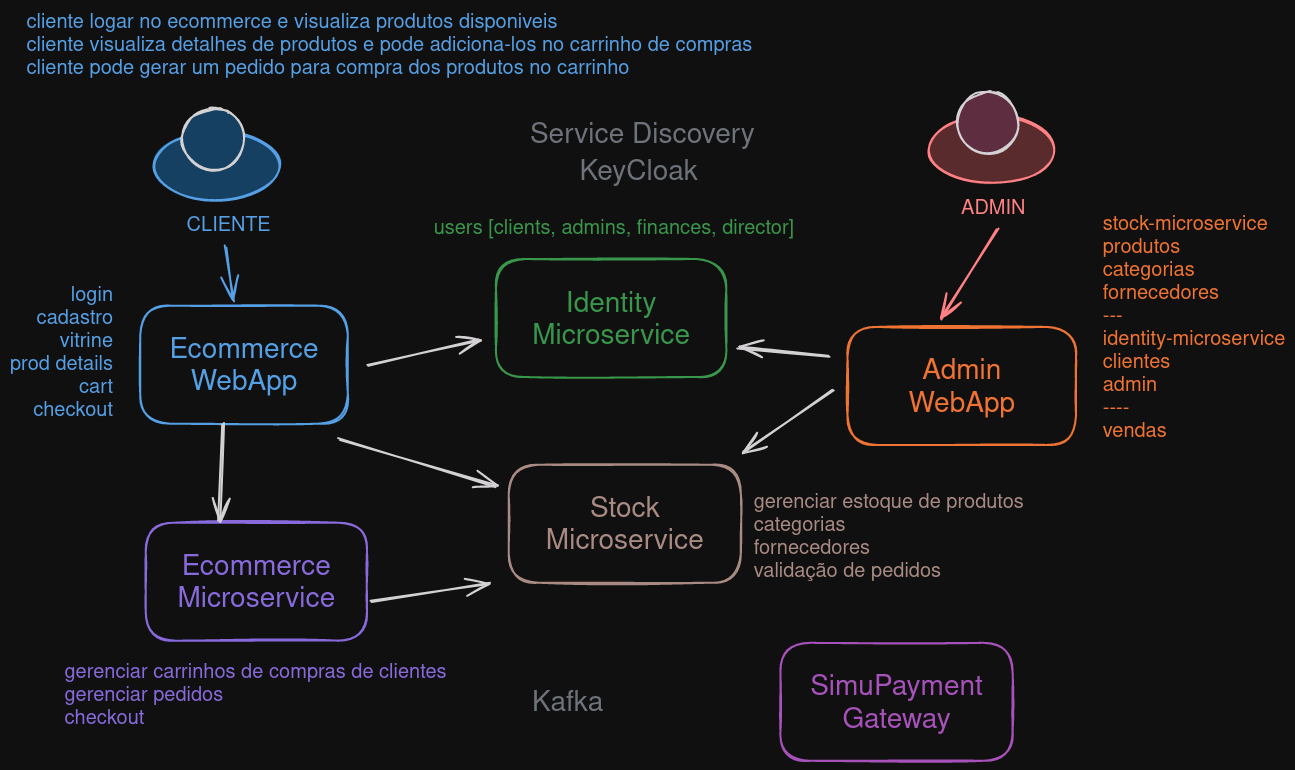 cliente logar no ecommerce e visualiza produtos disponiveis
cliente visualiza detalhes de produtos e pode adiciona-los no carrinho de compras
cliente pode gerar um pedido para compra dos produtos no carrinho
Service Discovery
KeyCloak
CLIENTE
ADMIN
users [clients, admins, finances, director]
login
cadastro
vitrine
prod details
cart
checkout
Ecommerce
WebApp
Identity
Microservice
Admin
WebApp
stock-microservice
produtos
categorias
fornecedores
---
identity-microservice
clientes
admin
----
vendas
Stock
Microservice
gerenciar estoque de produtos
categorias
fornecedores
validação de pedidos
Ecommerce
Microservice
gerenciar carrinhos de compras de clientes
gerenciar pedidos
checkout
Kafka
SimuPayment
Gateway